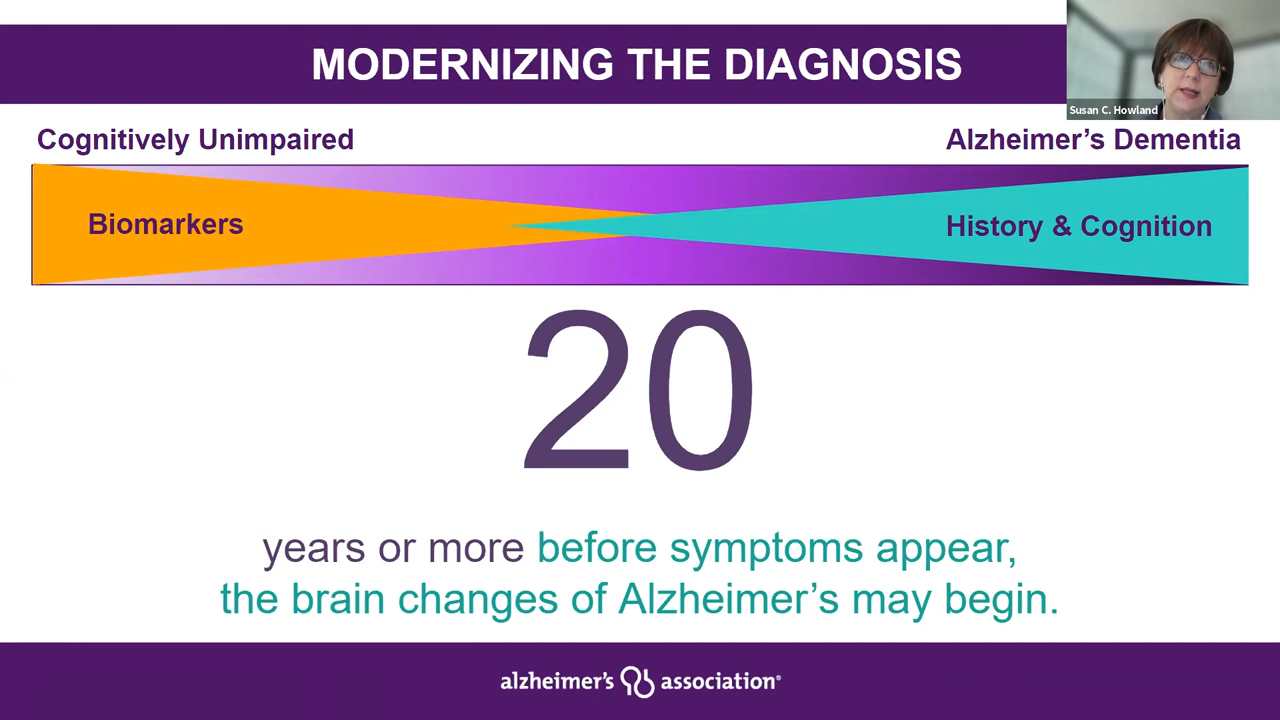 MODERNIZING THE DIAGNOSIS
Susan C. Howland
Cognitively Unimpaired
Alzheimer's Dementia
Biomarkers
History & Cognition
20
years or more before symptoms appear,
the brain changes of Alzheimer's may begin.
alzheimer's association®